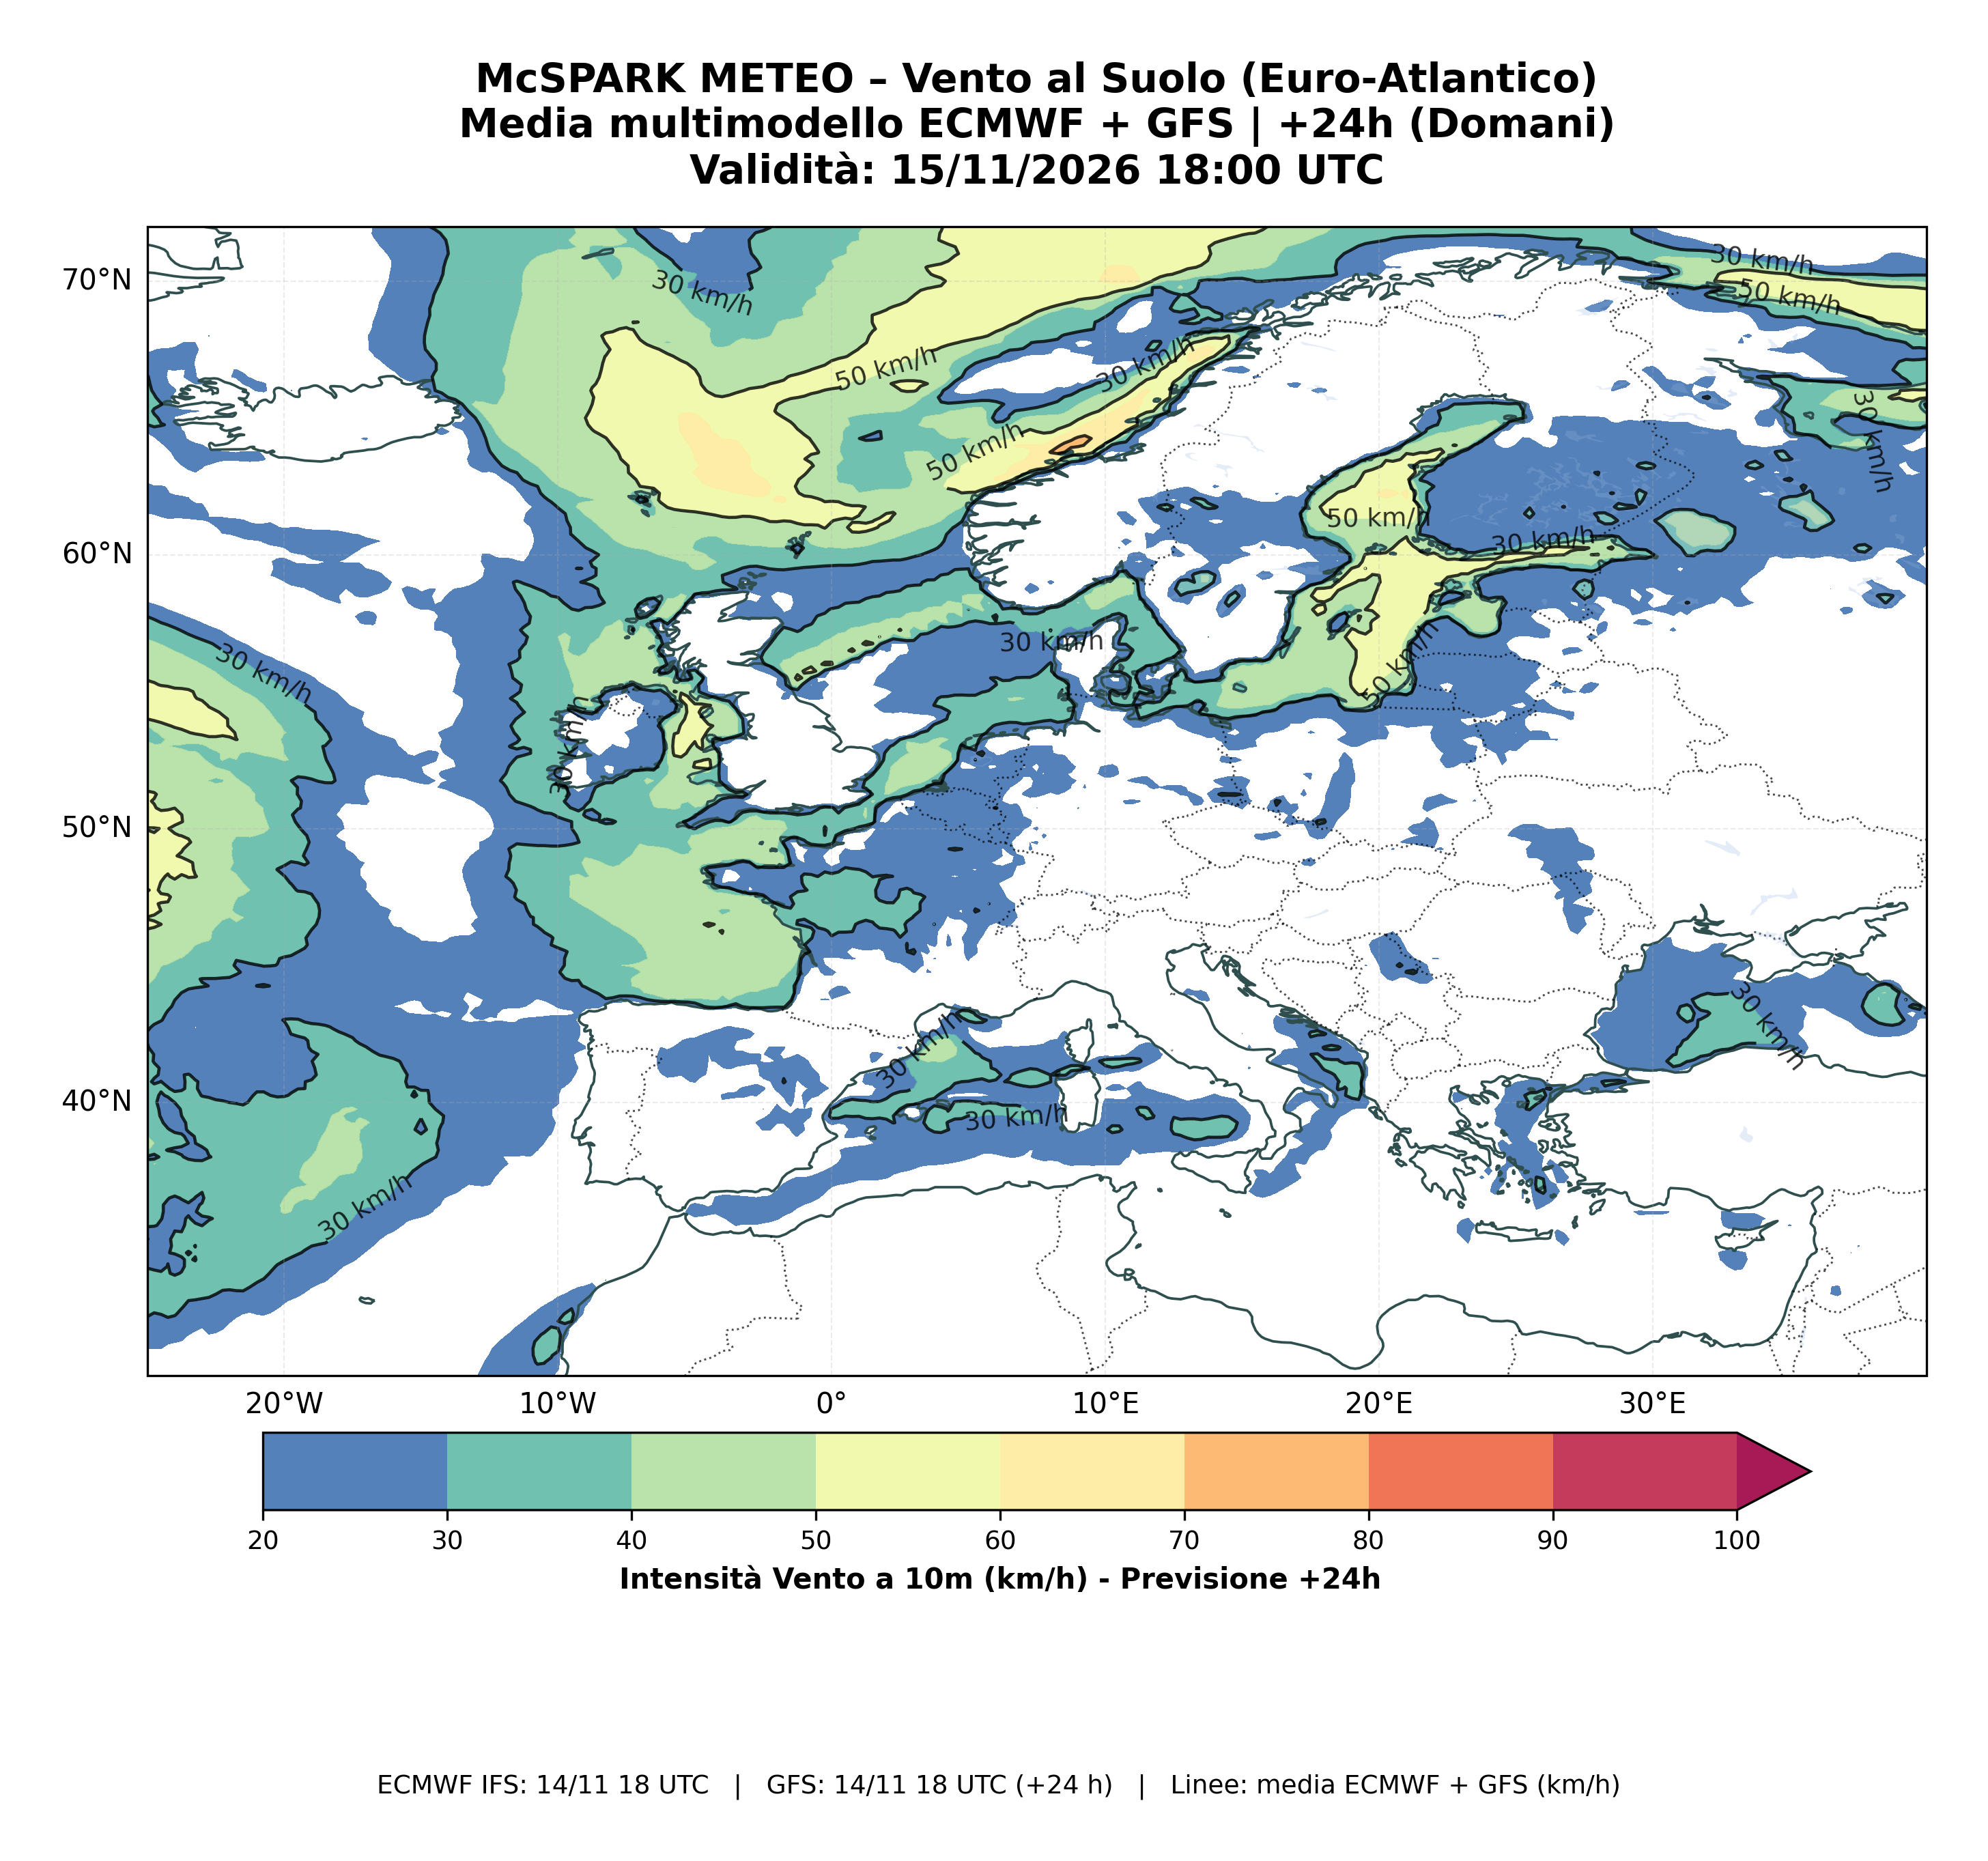 McSPARK METEO – Vento al Suolo (Euro-Atlantico)
Media multimodello ECMWF + GFS | +24h (Domani)
Validità: 15/11/2026 18:00 UTC
70°N
60°N
50°N
40°N
30 km/h
30 km/h
50 km/h
50 km/h
30 km/h
50 km/h
30 km/h
50 km/h
30 km/h
50 km/h
30 km/h
30 km/h
30 km/h
50 km/h
30 km/h
30 km/h
30 km/h
30 km/h
30 km/h
20°W
10°W
0°
10°E
20°E
30°E
20
30
40
50
60
70
80
90
100
Intensità Vento a 10m (km/h) - Previsione +24h
ECMWF IFS: 14/11 18 UTC | GFS: 14/11 18 UTC (+24 h) | Linee: media ECMWF + GFS (km/h)